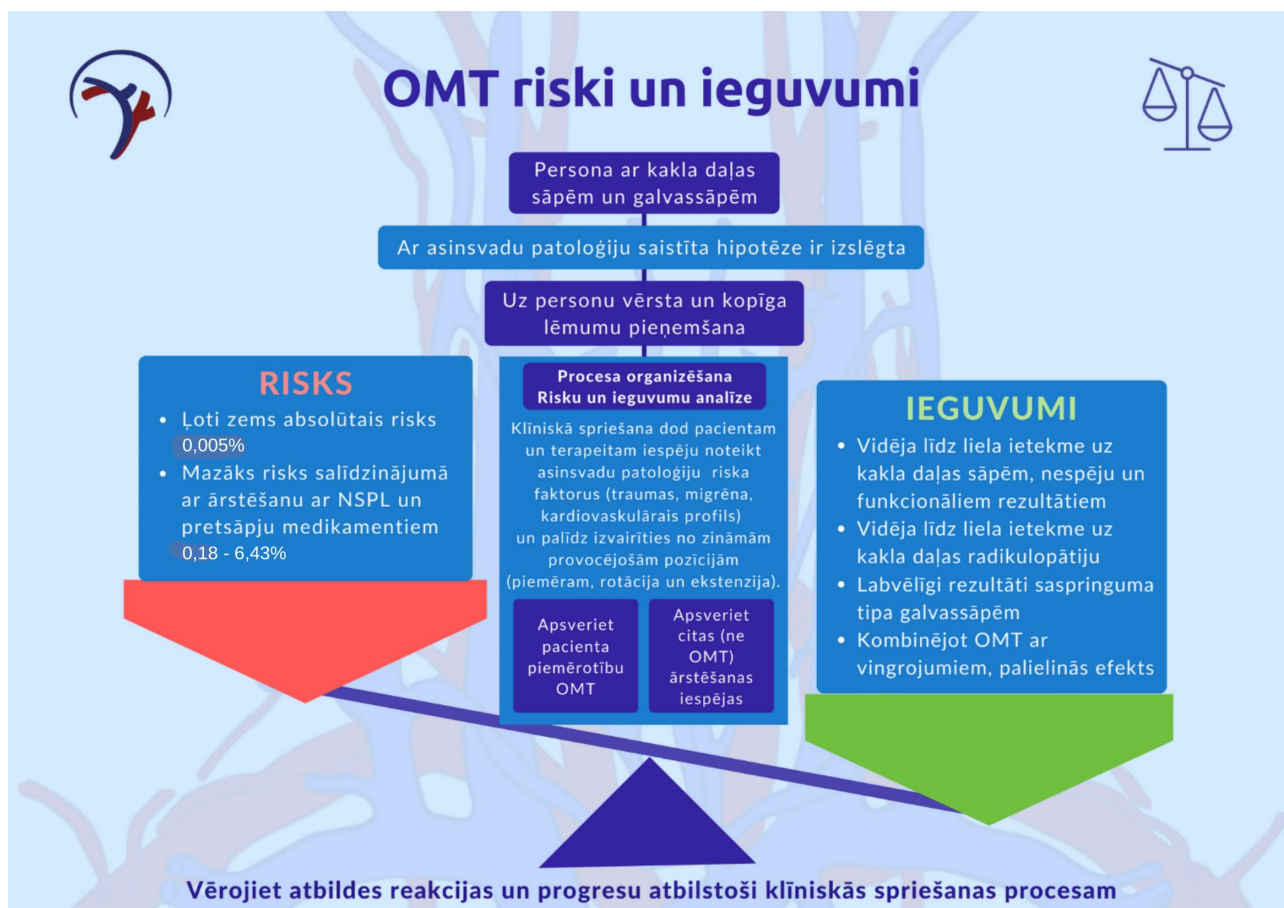 OMT riski un ieguvumi
Persona ar kakla daļas
sāpēm un galvassāpēm
Ar asinsvadu patoloģiju saistīta hipotēze ir izslēgta
Uz personu vērsta un kopīga
lēmumu pieņemšana
RISKS
• Ļoti zems absolūtais risks
0,005%
• Mazāks risks salīdzinājumā
ar ārstēšanu ar NSPL un
pretsāpju medikamentiem
0,18 - 6,43%
Procesa organizēšana
Risku un ieguvumu analīze
Klīniskā spriešana dod pacientam
un terapeitam iespēju noteikt
asinsvadu patoloģiju riska
faktorus (traumas, migrēna,
kardiovaskulārais profils)
un palīdz izvairīties no zināmām
provocējošām pozīcijām
(piemēram, rotācija un ekstenzija).
Apsveriet
pacienta
piemērotību
OMT
Apsveriet
citas (ne
OMT)
ārstēšanas
iespējas
IEGUVUMI
• Vidēja līdz liela ietekme uz
kakla daļas sāpēm, nespēju un
funkcionāliem rezultātiem
• Vidēja līdz liela ietekme uz
kakla daļas radikulopātiju
• Labvēlīgi rezultāti saspringuma
tipa galvassāpēm
• Kombinējot OMT ar
vingrojumiem, palielinās efekts
Vērojiet atbildes reakcijas un progresu atbilstoši klīniskās spriešanas procesam